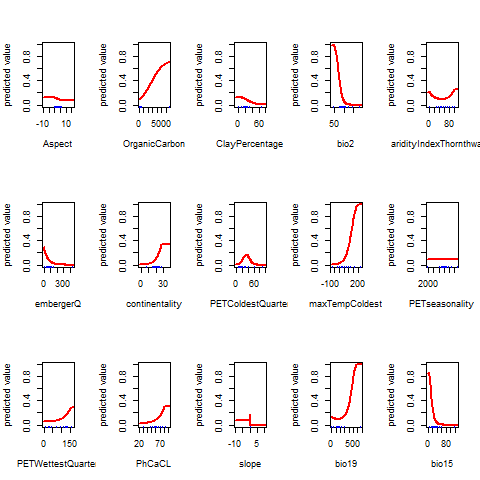 predicted value predicted value predicted value predicted value predicted value
0.0 0.4 0.8 0.0 0.4 0.8 0.0 0.4 0.8 0.0 0.4 0.8 0.0 0.4 0.8
-10 10 0 5000 0 60 50 0 80
Aspect OrganicCarbon ClayPercentage bio2 aridityIndexThornthwa
predicted value predicted value predicted value predicted value predicted value
0.0 0.4 0.8 0.0 0.4 0.8 0.0 0.4 0.8 0.0 0.4 0.8 0.0 0.4 0.8
0 300 0 30 0 60 -100 200 2000
embergerQ continentality PETColdestQuarte maxTempColdest PETseasonality
predicted value predicted value predicted value predicted value predicted value
0.0 0.4 0.8 0.0 0.4 0.8 0.0 0.4 0.8 0.0 0.4 0.8 0.0 0.4 0.8
0 150 20 70 -10 5 0 500 0 80
PETWettestQuarte PhCaCL slope bio19 bio15